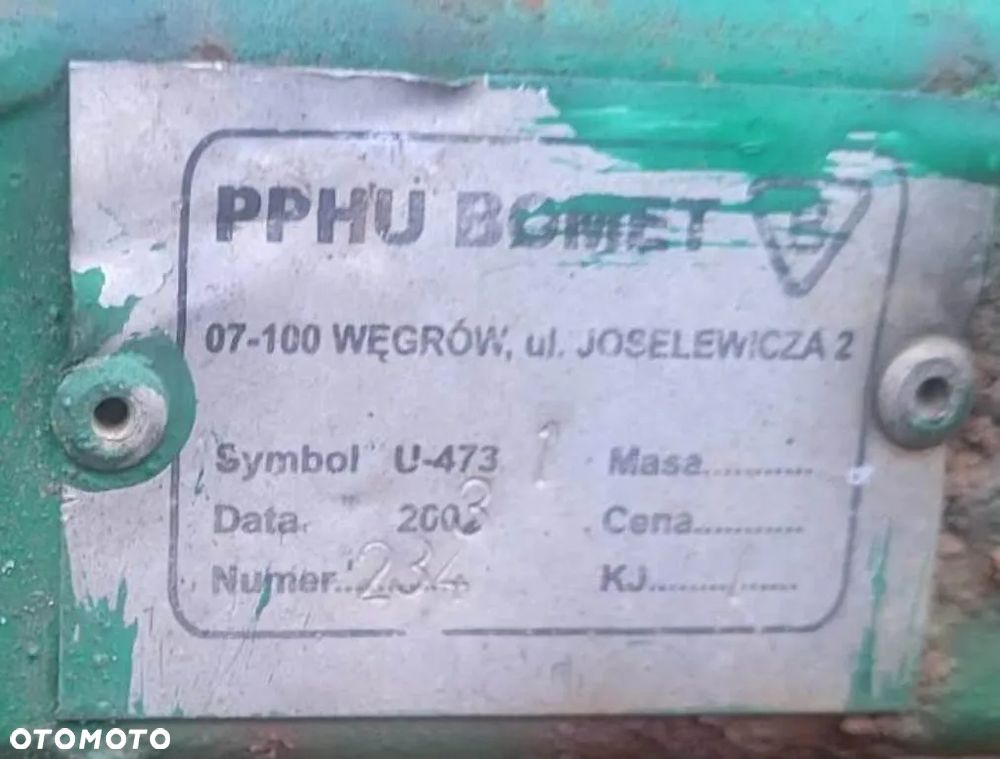 PPHU BOMET B
07-100 WĘGRÓW, ul. JOSELEWICZA 2
Symbol U-473 1 Masa............
Data 2003 Cena............
Numer 234 KJ................
OTOMOTO